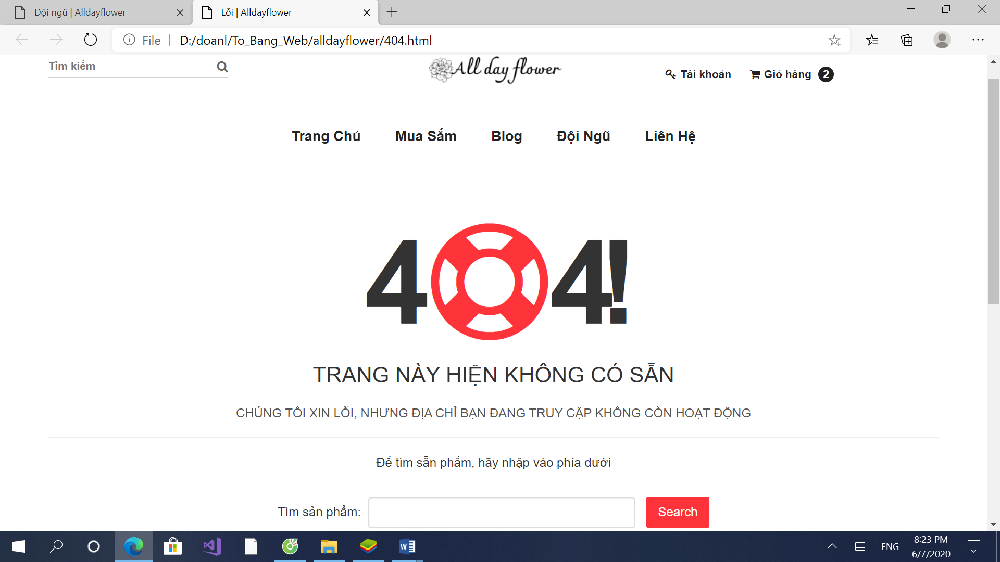 Đội ngũ | Alldayflower
Lỗi | Alldayflower
File | D:/doanl/To_Bang_Web/alldayflower/404.html
Tìm kiếm
All day flower
Tài khoản
Giỏ hàng 2
Trang Chủ Mua Sắm Blog Đội Ngũ Liên Hệ
404!
TRANG NÀY HIỆN KHÔNG CÓ SẴN
CHÚNG TÔI XIN LỖI, NHƯNG ĐỊA CHỈ BẠN ĐANG TRUY CẬP KHÔNG CÒN HOẠT ĐỘNG
Để tìm sẵn phẩm, hãy nhập vào phía dưới
Tìm sản phẩm: Search
ENG
8:23 PM
6/7/2020